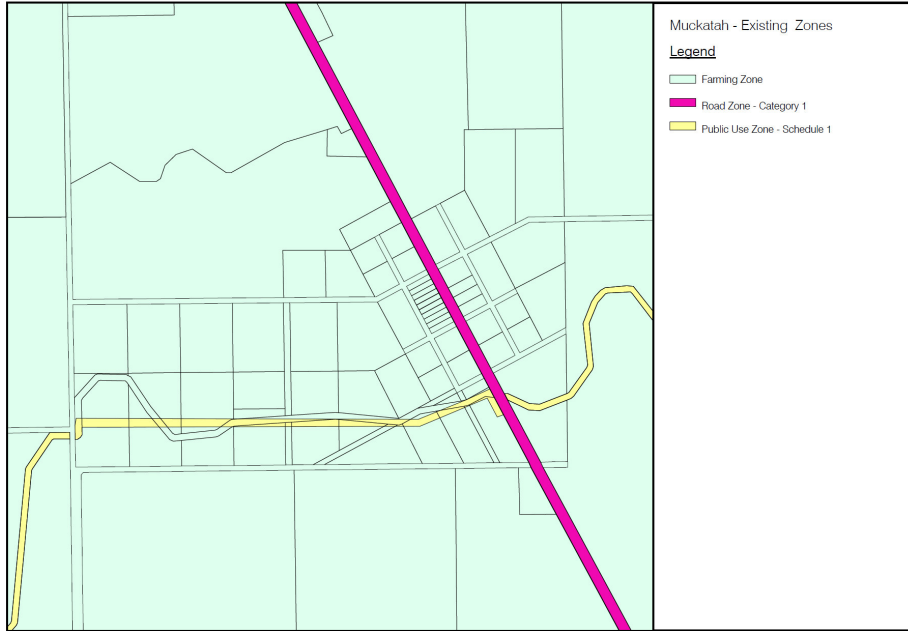 Muckatah - Existing Zones
Legend
Farming Zone
Road Zone - Category 1
Public Use Zone - Schedule 1